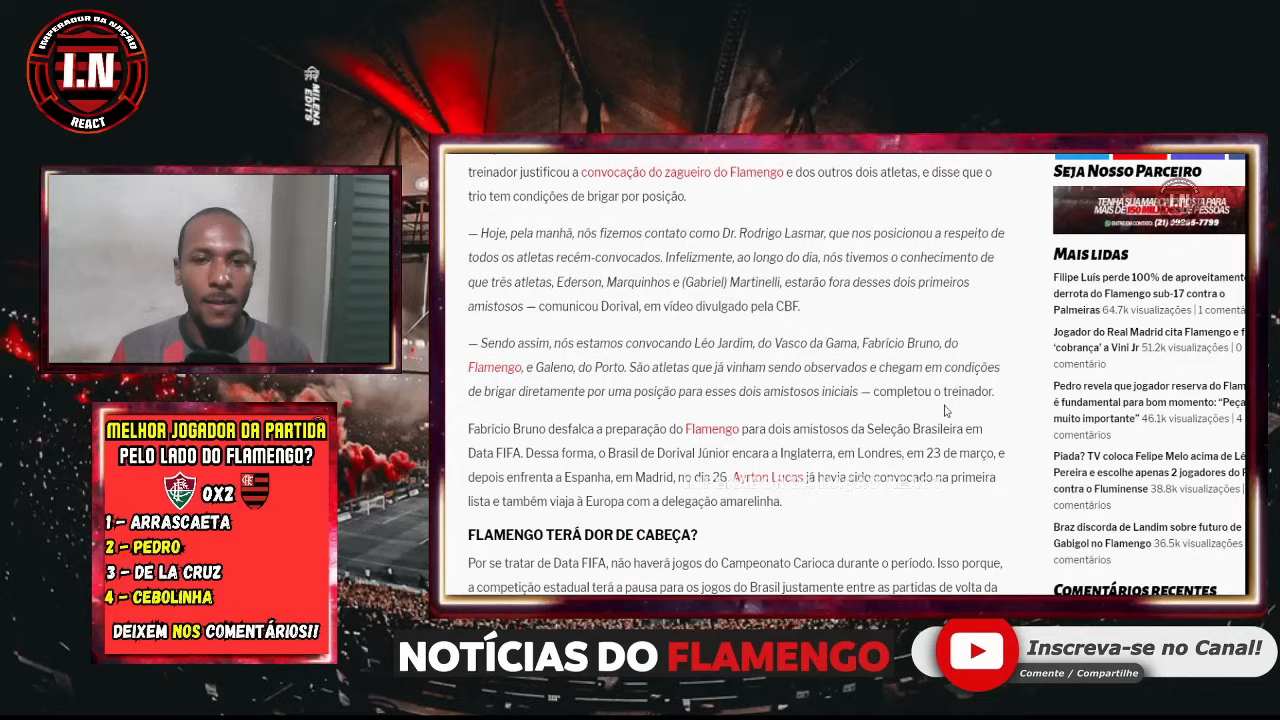 IMPERADOR DA NAÇÃO
I.N
REACT
MILENA
EDITS
treinador justificou a convocação do zagueiro do Flamengo e dos outros dois atletas, e disse que o
trio tem condições de brigar por posição.
— Hoje, pela manhã, nós fizemos contato como Dr. Rodrigo Lasmar, que nos posicionou a respeito de
todos os atletas recém-convocados. Infelizmente, ao longo do dia, nós tivemos o conhecimento de
que três atletas, Ederson, Marquinhos e (Gabriel) Martinelli, estarão fora desses dois primeiros
amistosos — comunicou Dorival, em vídeo divulgado pela CBF.
— Sendo assim, nós estamos convocando Léo Jardim, do Vasco da Gama, Fabrício Bruno, do
Flamengo, e Galeno, do Porto. São atletas que já vinham sendo observados e chegam em condições
de brigar diretamente por uma posição para esses dois amistosos iniciais — completou o treinador.
Fabrício Bruno desfalca a preparação do Flamengo para dois amistosos da Seleção Brasileira em
Data FIFA. Dessa forma, o Brasil de Dorival Júnior encara a Inglaterra, em Londres, em 23 de março, e
depois enfrenta a Espanha, em Madrid, no dia 26. Ayrton Lucas já havia sido convocado na primeira
lista e também viaja à Europa com a delegação amarelinha.
FLAMENGO TERÁ DOR DE CABEÇA?
Por se tratar de Data FIFA, não haverá jogos do Campeonato Carioca durante o período. Isso porque,
a competição estadual terá a pausa para os jogos do Brasil justamente entre as partidas de volta da
SEJA NOSSO PARCEIRO
TENHA SUA MARCA EXPOSTA PARA
MAIS DE 150 MILHÕES DE PESSOAS
MAIS LIDAS
Filipe Luís perde 100% de aproveitamento
derrota do Flamengo sub-17 contra o
Palmeiras 64.7k visualizações | 1 comentá
Jogador do Real Madrid cita Flamengo e f
'cobrança' a Vini Jr 51.2k visualizações | 0
comentário
Pedro revela que jogador reserva do Flam
é fundamental para bom momento: "Peça
muito importante" 46.1k visualizações | 4
comentários
Piada? TV coloca Felipe Melo acima de Lé
Pereira e escolhe apenas 2 jogadores do F
contra o Fluminense 38.8k visualizações |
comentários
Braz discorda de Landim sobre futuro de
Gabigol no Flamengo 36.5k visualizações |
comentários
COMENTÁRIOS RECENTES
MELHOR JOGADOR DA PARTIDA
PELO LADO DO FLAMENGO?
0X2
1 - ARRASCAETA
2 - PEDRO
3 - DE LA CRUZ
4 - CEBOLINHA
DEIXEM NOS COMENTÁRIOS!!
NOTÍCIAS DO FLAMENGO
Inscreva-se no Canal!
Comente / Compartilhe